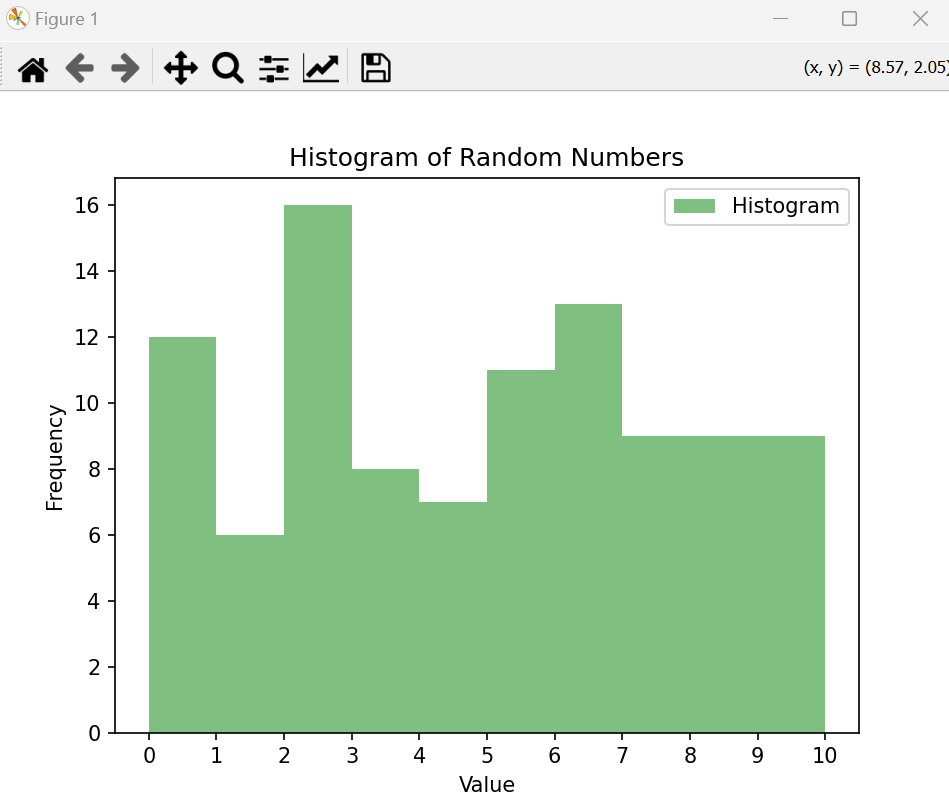 Figure 1
(x, y) = (8.57, 2.05)
Histogram of Random Numbers
Histogram
16
14
12
10
8
6
4
2
0
Frequency
0 1 2 3 4 5 6 7 8 9 10
Value